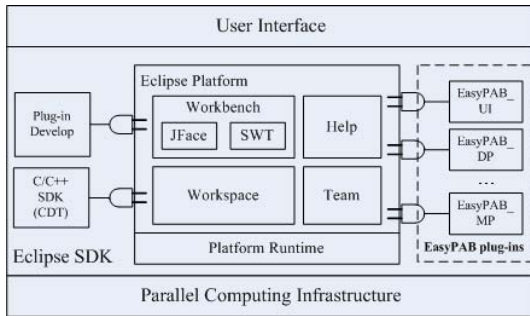 User Interface
Eclipse Platform
Workbench
JFace
SWT
Help
Workspace
Team
Platform Runtime
Plug-in
Develop
C/C++
SDK
(CDT)
Eclipse SDK
EasyPAB_
UI
EasyPAB_
DP
...
EasyPAB_
MP
EasyPAB plug-ins
Parallel Computing Infrastructure